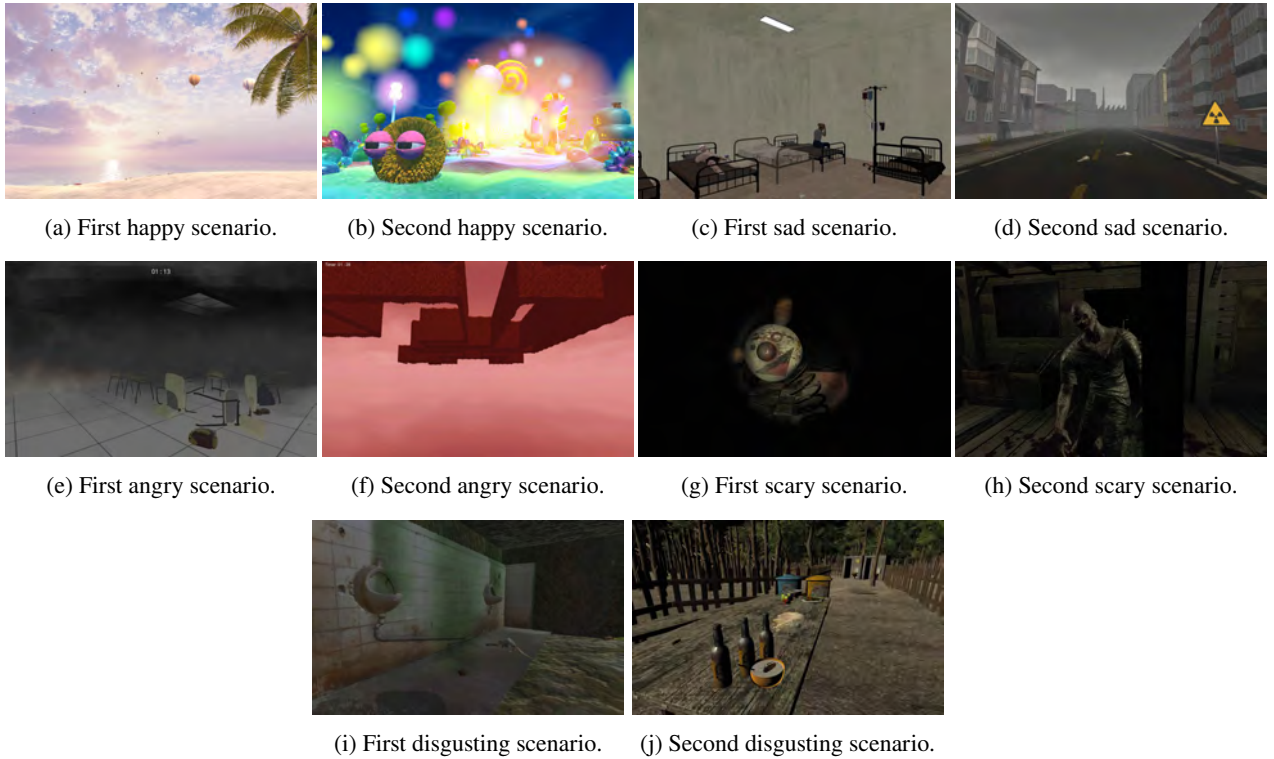 (a) First happy scenario.
(b) Second happy scenario.
(c) First sad scenario.
(d) Second sad scenario.
01:13
(e) First angry scenario.
(f) Second angry scenario.
(g) First scary scenario.
(h) Second scary scenario.
(i) First disgusting scenario.
(j) Second disgusting scenario.